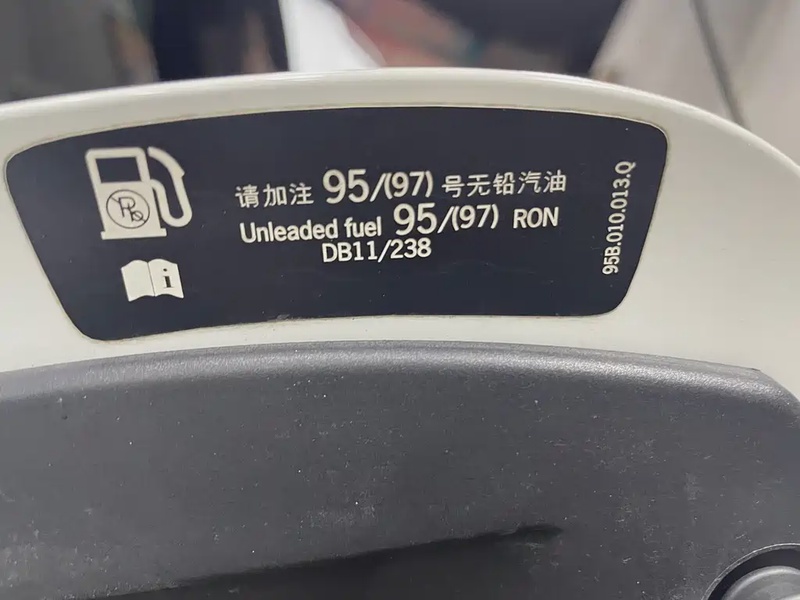 请加注 95/(97) 号无铅汽油
Unleaded fuel 95/(97) RON
DB11/238
95B.010.013.Q
Pb
i